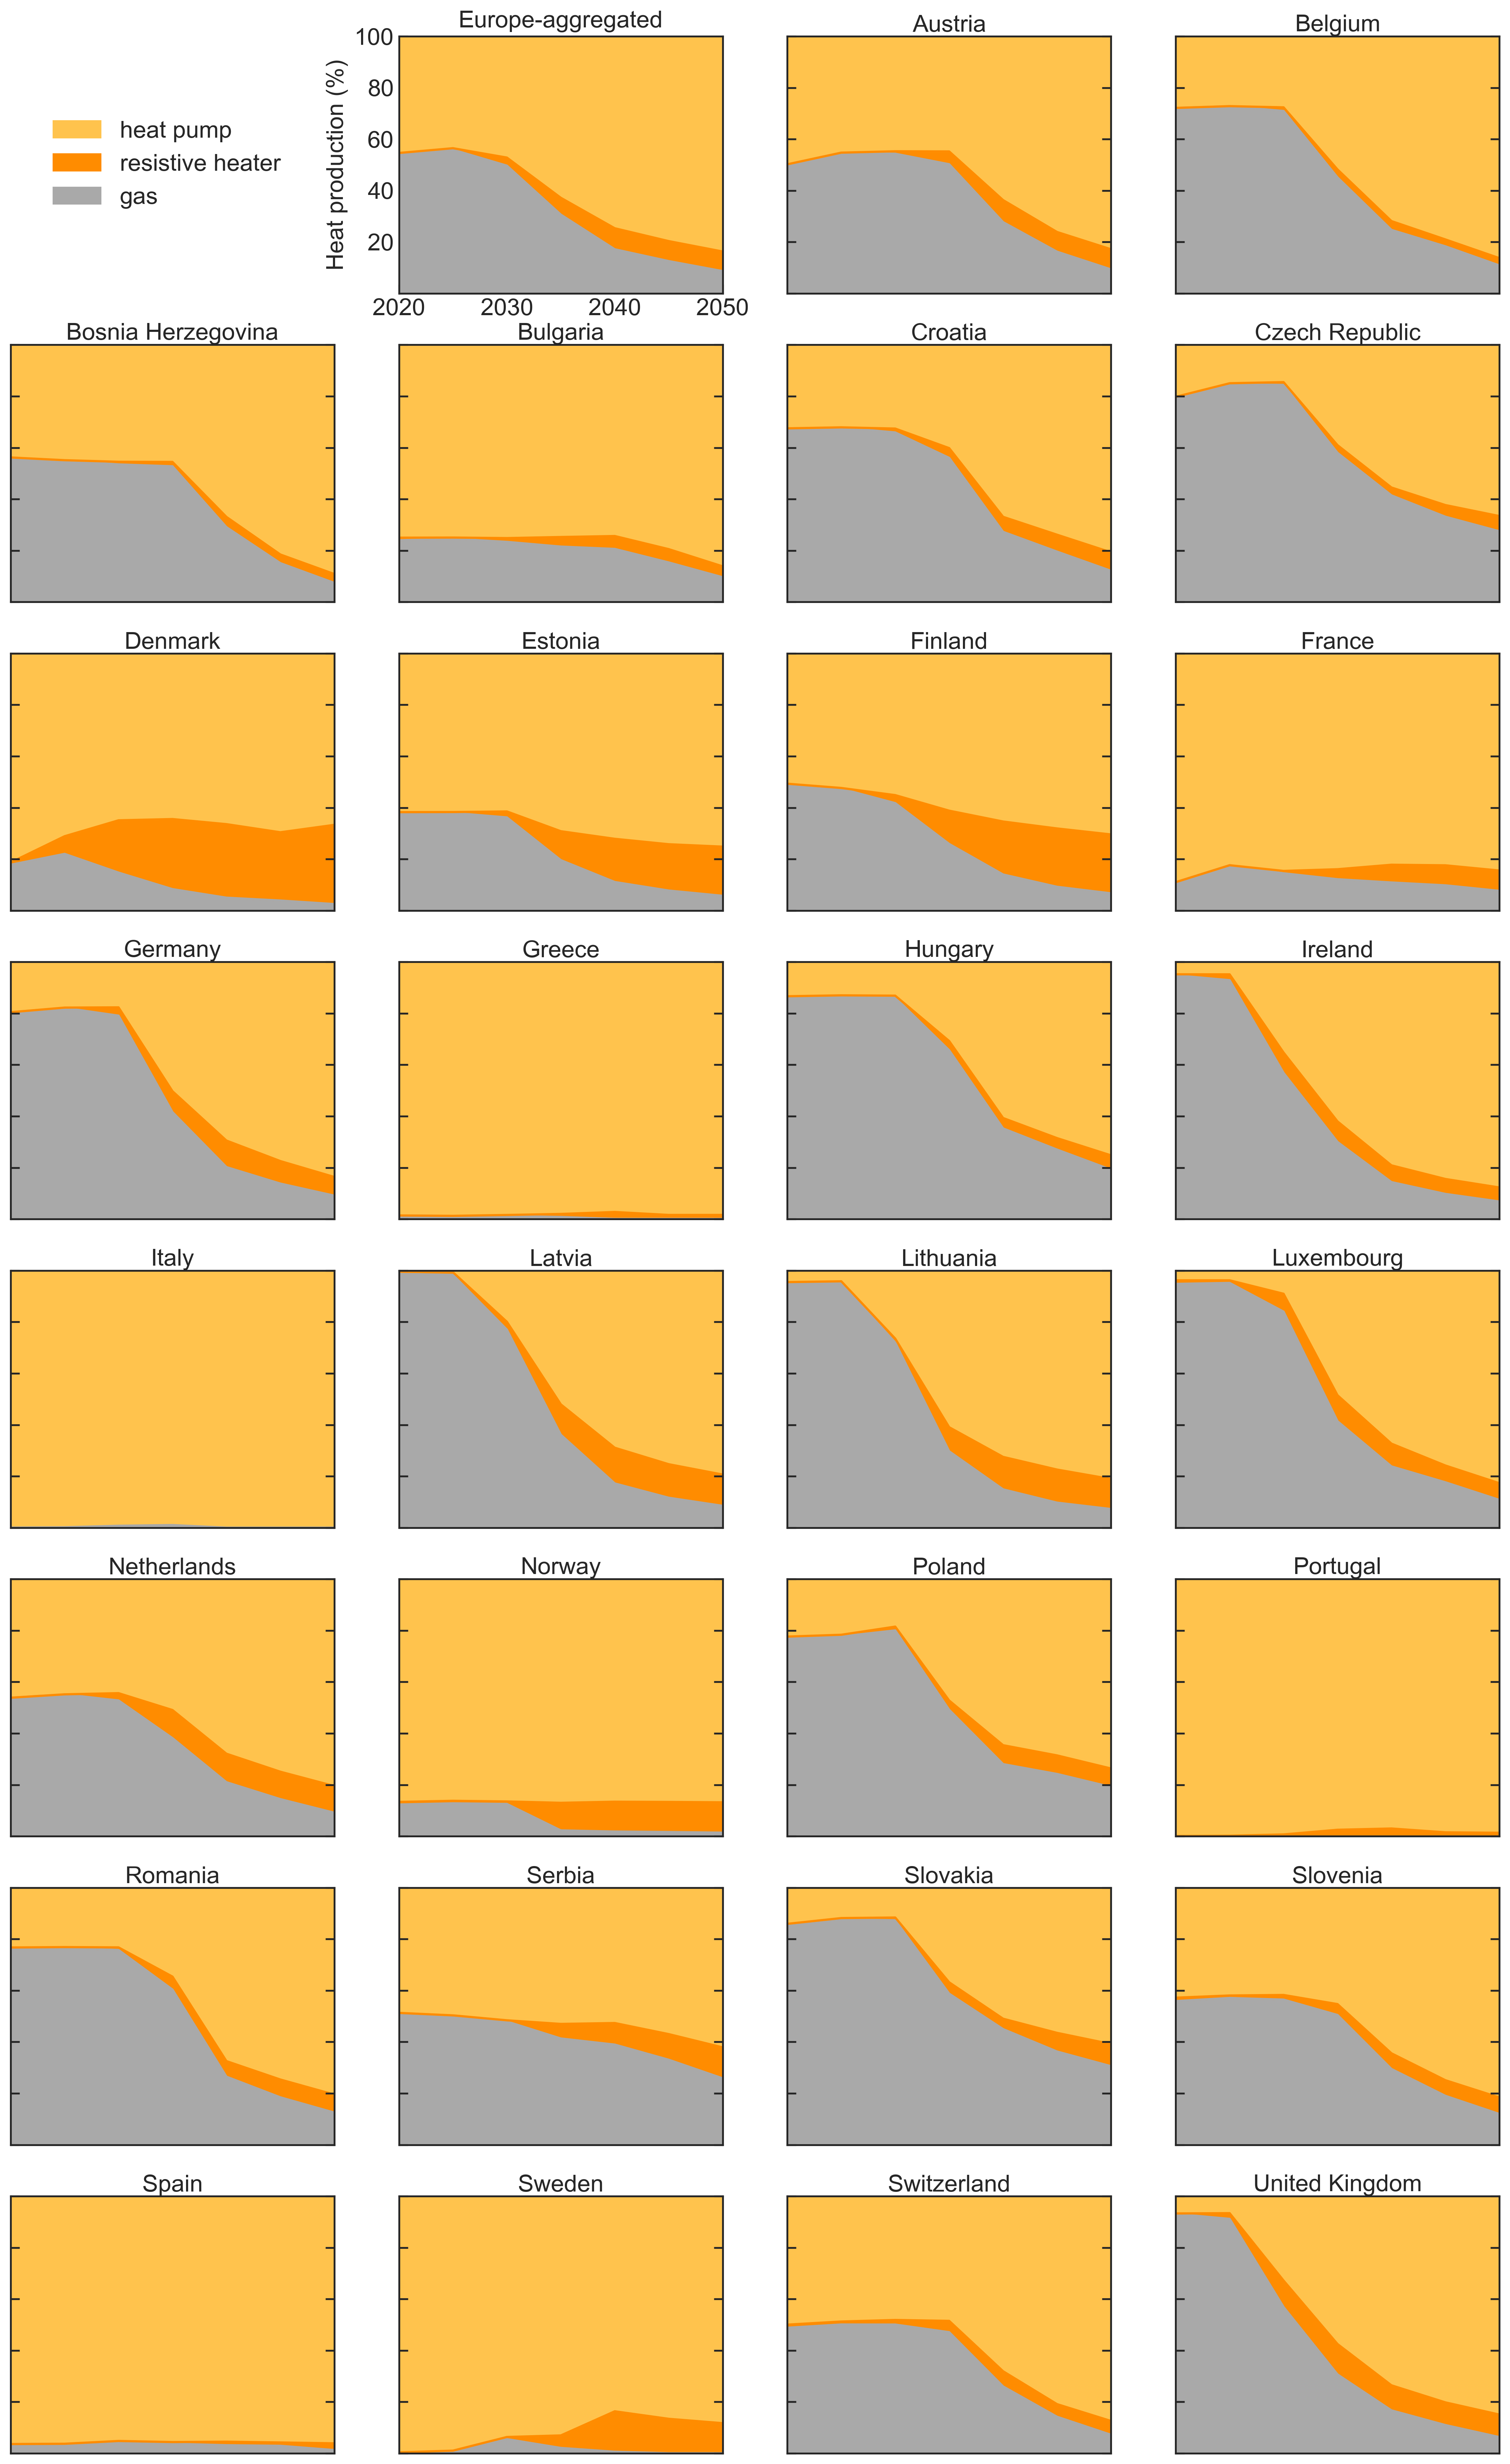 Europe-aggregated
Austria
Belgium
heat pump
resistive heater
gas
Heat production (%)
100
80
60
40
20
2020
2030
2040
2050
Bosnia Herzegovina
Bulgaria
Croatia
Czech Republic
Denmark
Estonia
Finland
France
Germany
Greece
Hungary
Ireland
Italy
Latvia
Lithuania
Luxembourg
Netherlands
Norway
Poland
Portugal
Romania
Serbia
Slovakia
Slovenia
Spain
Sweden
Switzerland
United Kingdom